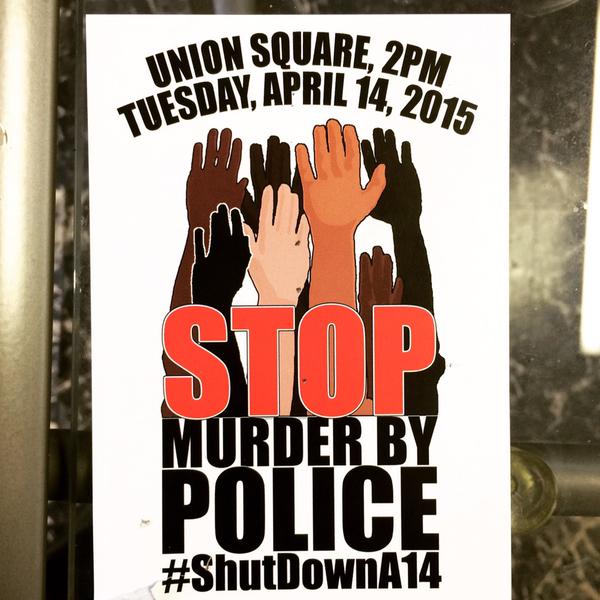 UNION SQUARE, 2PM
TUESDAY, APRIL 14, 2015
STOP
MURDER BY
POLICE
#ShutDownA14